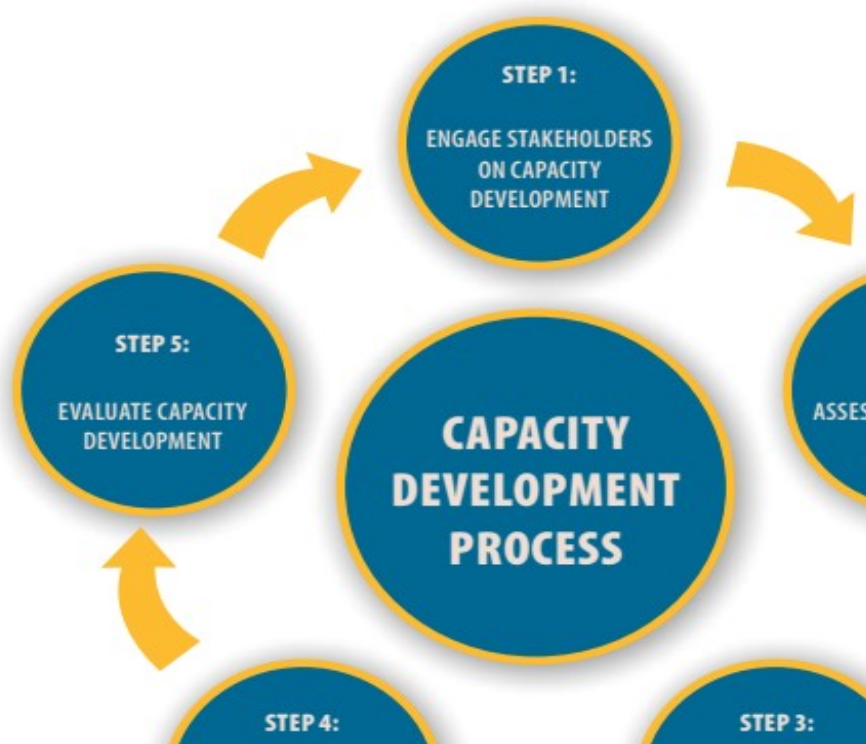 STEP 1:
ENGAGE STAKEHOLDERS
ON CAPACITY
DEVELOPMENT
STEP 5:
EVALUATE CAPACITY
DEVELOPMENT
CAPACITY
DEVELOPMENT
PROCESS
ASSES
STEP 4:
STEP 3: